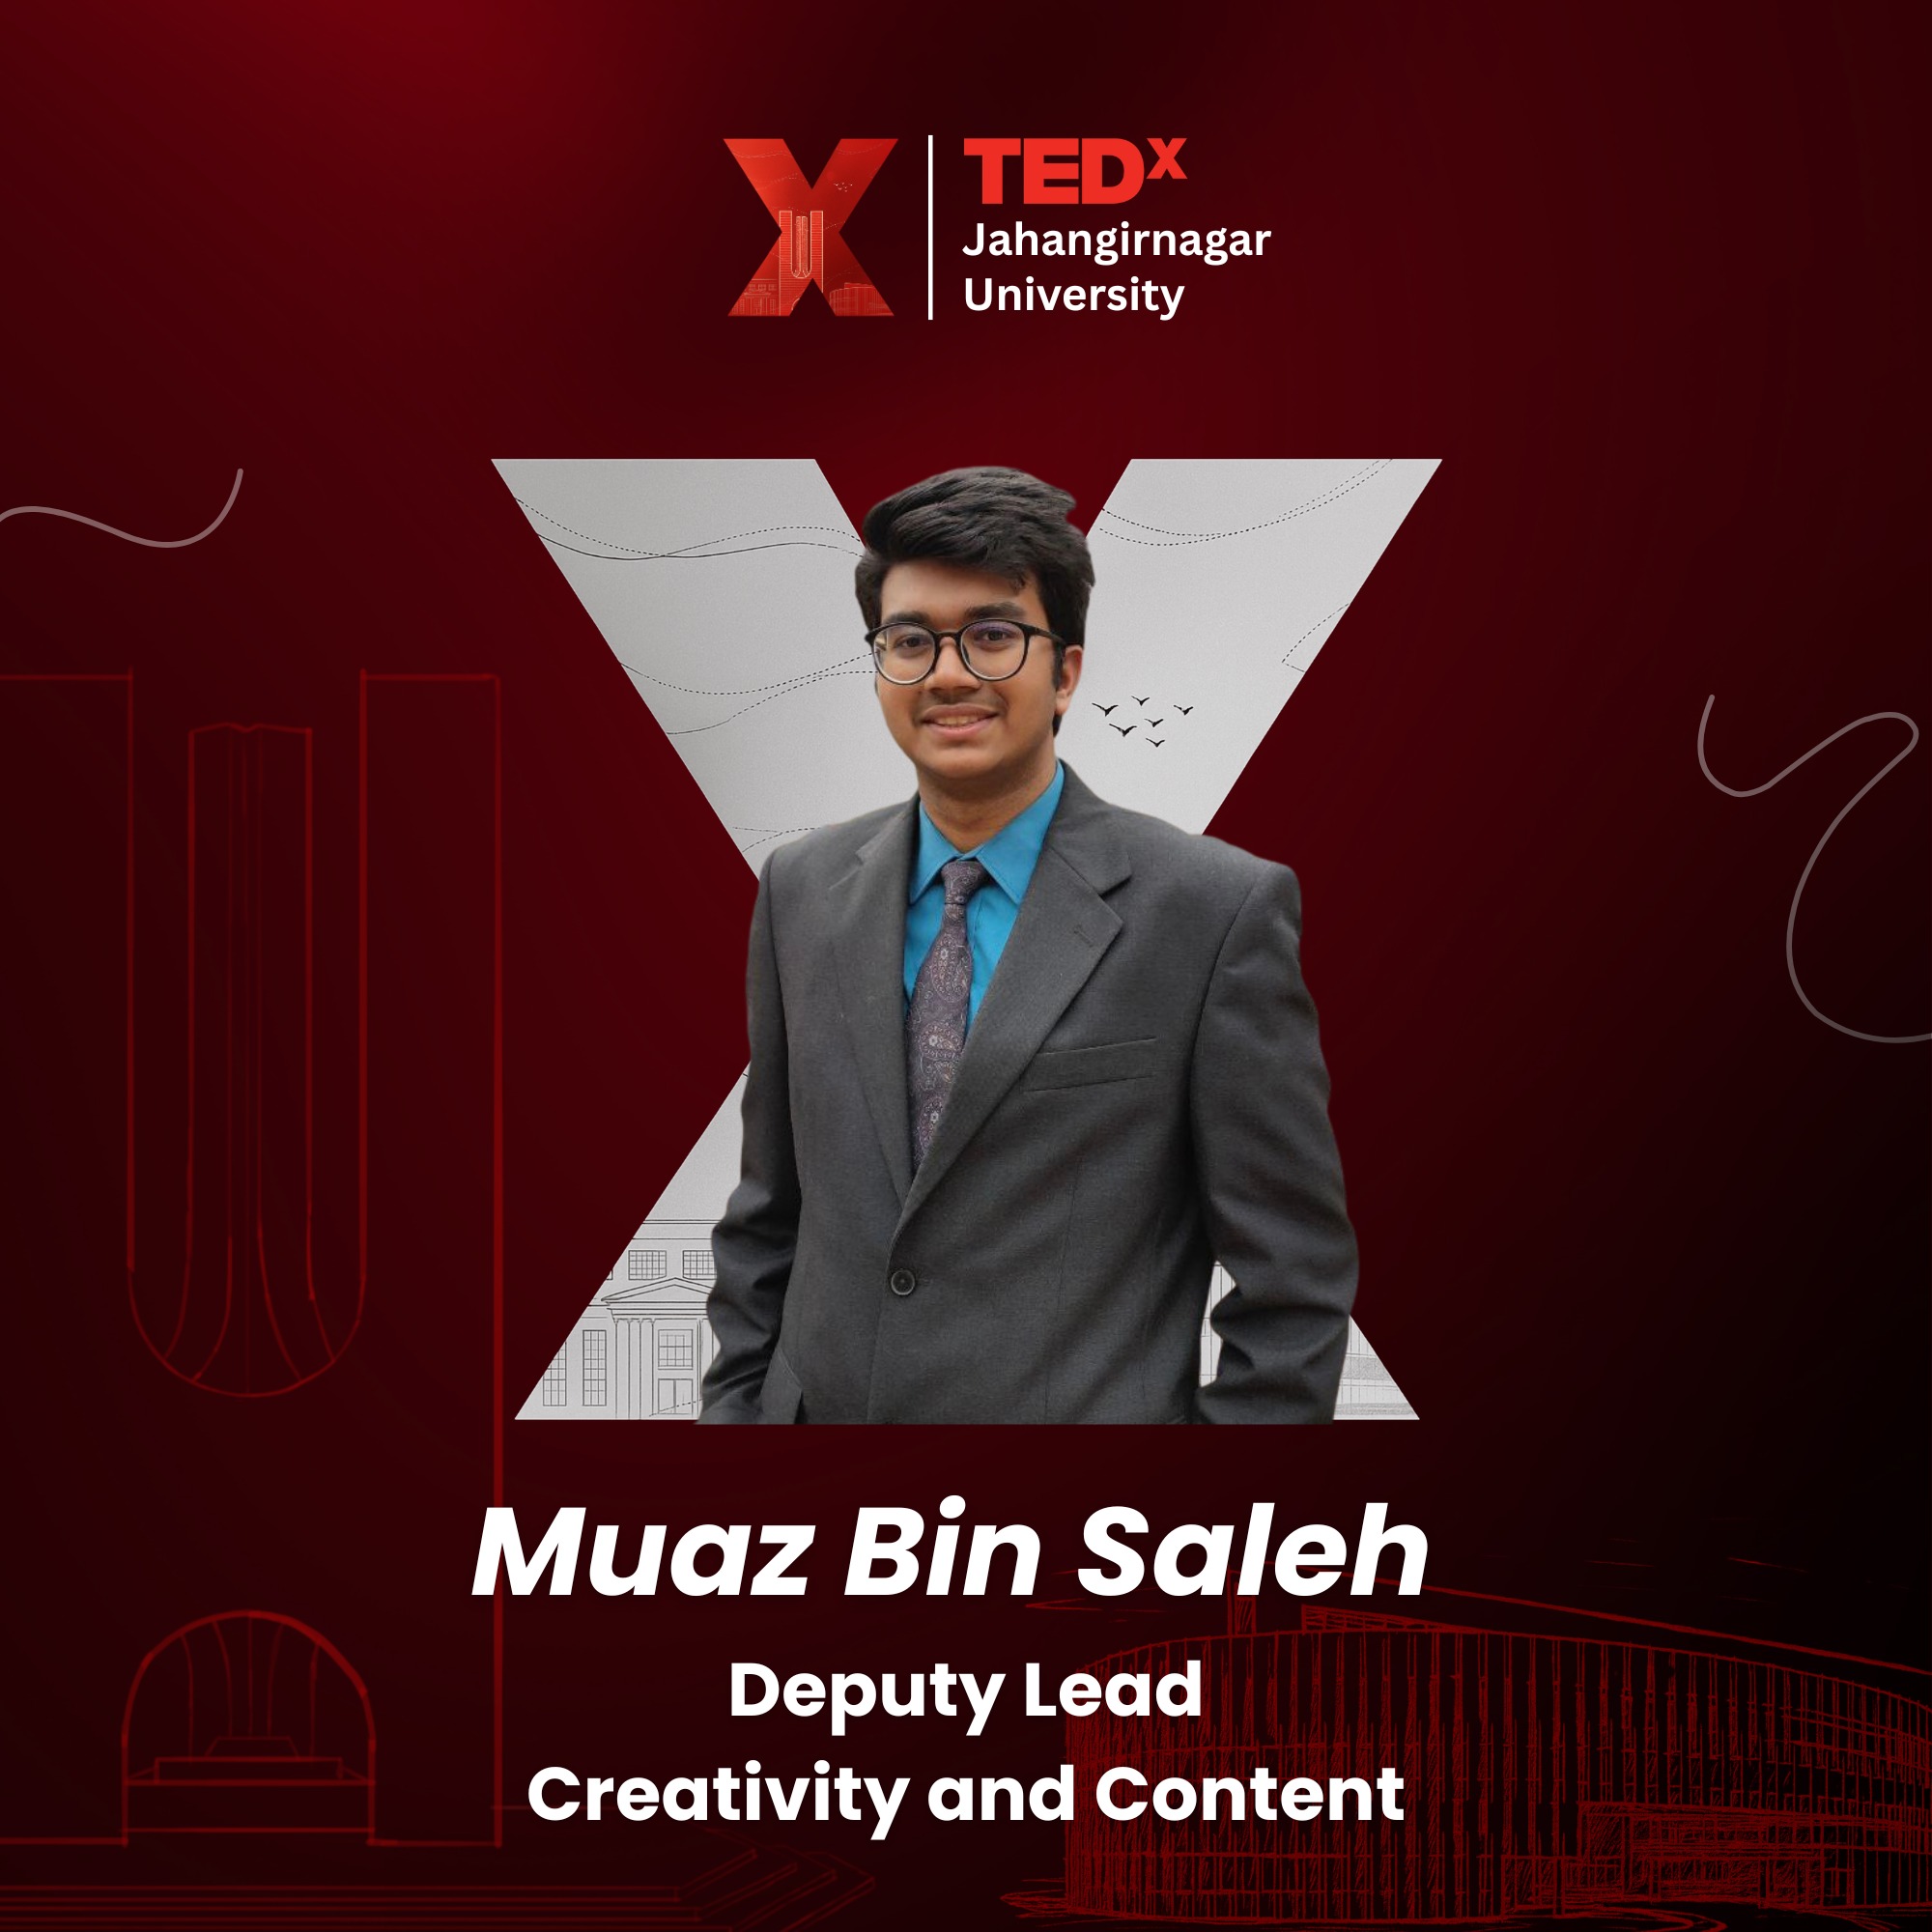 TEDx
Jahangirnagar
University
Muaz Bin Saleh
Deputy Lead
Creativity and Content